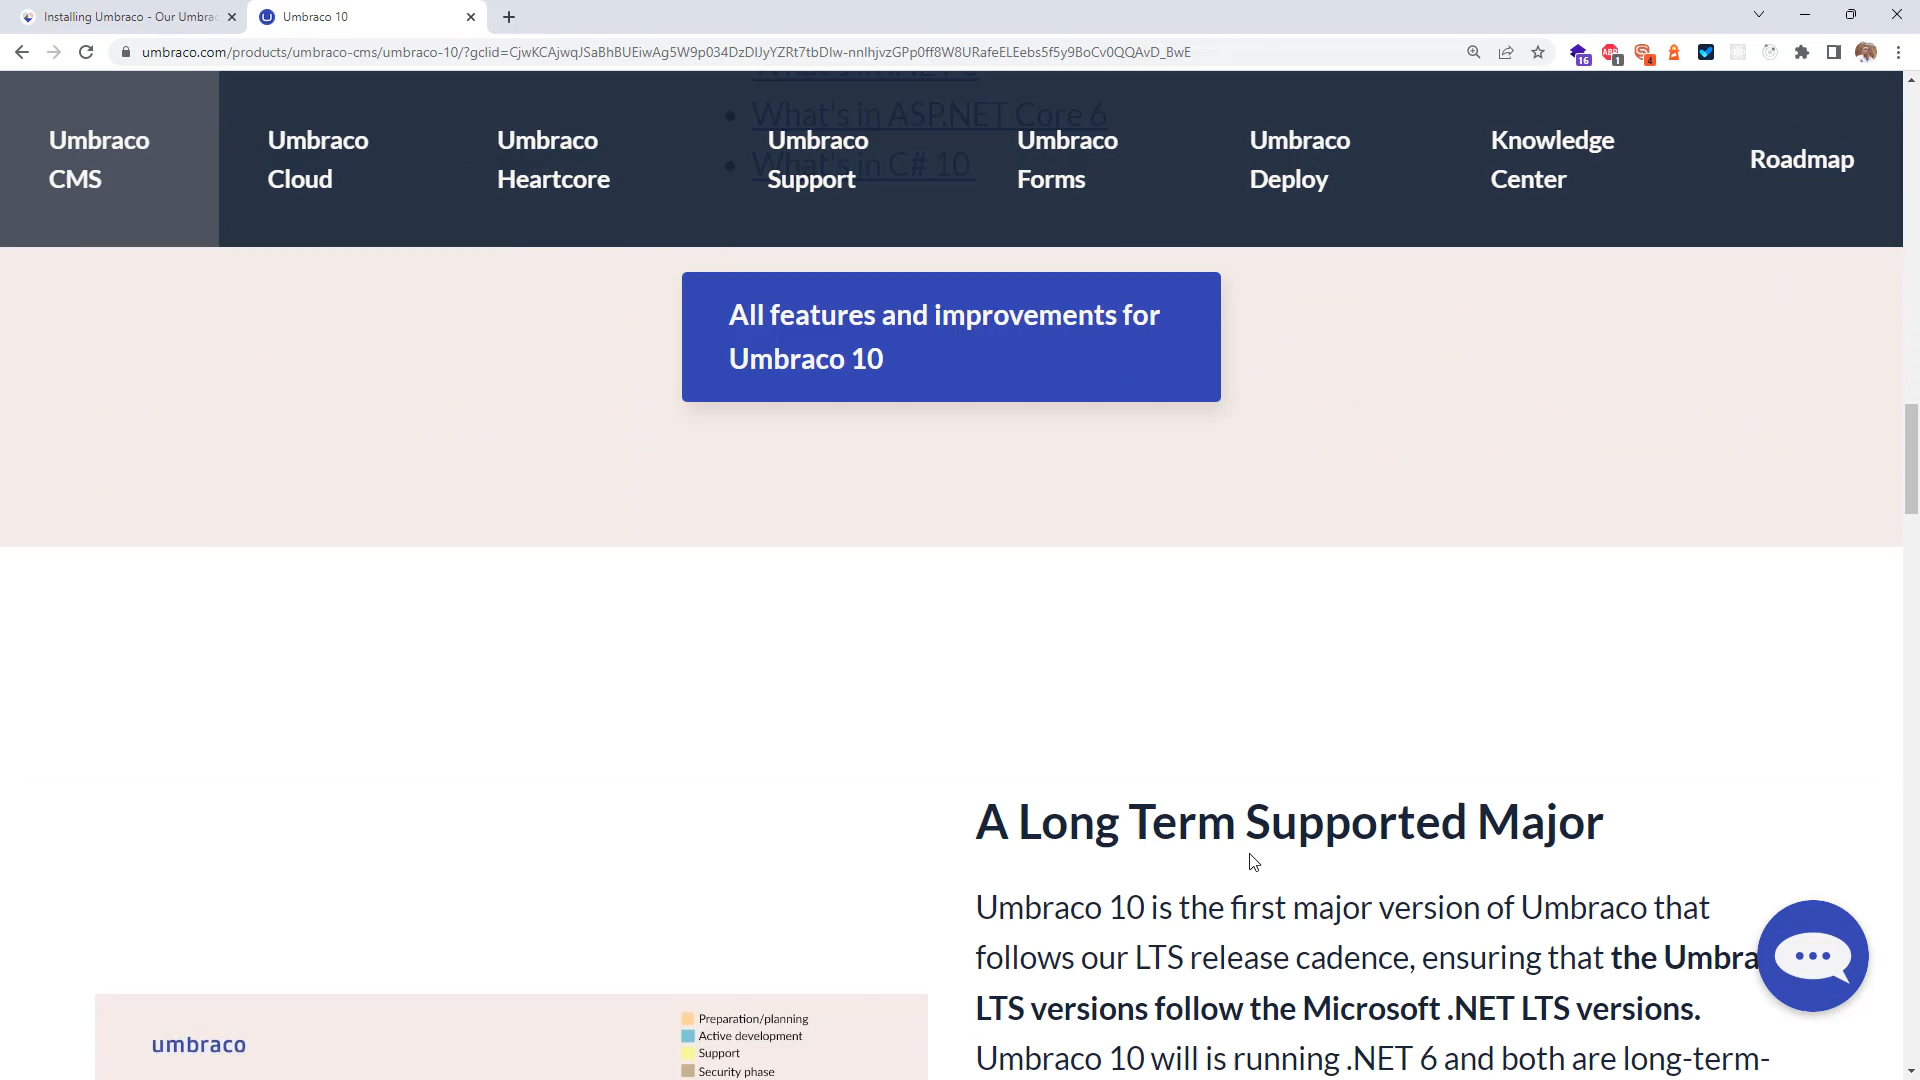 Installing Umbraco - Our Umbrac
Umbraco 10
umbraco.com/products/umbraco-cms/umbraco-10/?gclid=CjwKCAjwqJSaBhBUEiwAg5W9p034DzDIJyYZRt7tbDIw-nnIhjvzGPp0ff8W8URafeELEebs5f5y9BoCv0QQAvD_BwE
16
ABP
1
4
What's in ASP.NET Core 6
What's in C# 10
Umbraco
CMS
Umbraco
Cloud
Umbraco
Heartcore
Umbraco
Support
Umbraco
Forms
Umbraco
Deploy
Knowledge
Center
Roadmap
All features and improvements for
Umbraco 10
A Long Term Supported Major
Umbraco 10 is the first major version of Umbraco that
follows our LTS release cadence, ensuring that the Umbra
LTS versions follow the Microsoft .NET LTS versions.
Umbraco 10 will is running .NET 6 and both are long-term-
umbraco
Preparation/planning
Active development
Support
Security phase